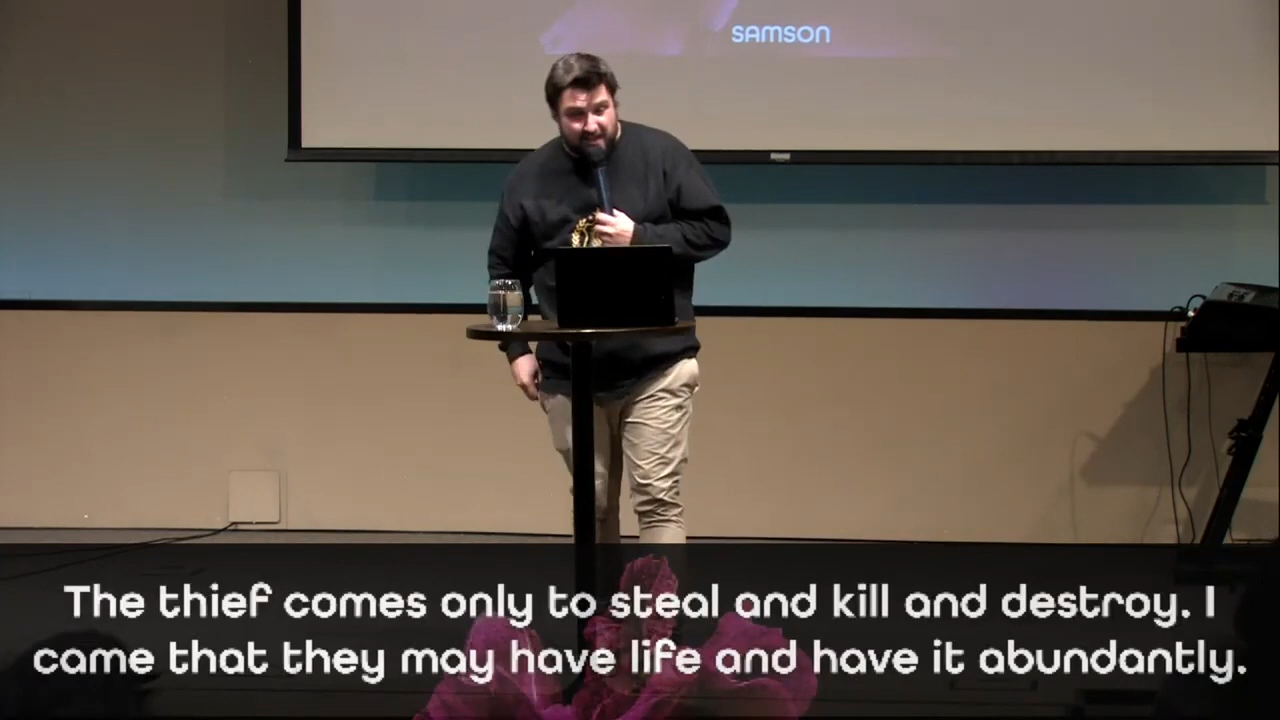 SAMSON
The thief comes only to steal and kill and destroy. I
came that they may have life and have it abundantly.